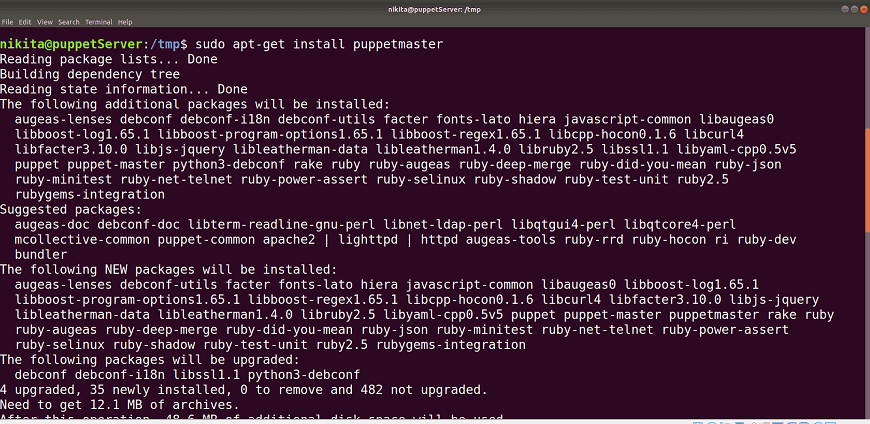 nikita@puppetServer: /tmp
File Edit View Search Terminal Help
nikita@puppetServer:/tmp$ sudo apt-get install puppetmaster
Reading package lists... Done
Building dependency tree
Reading state information... Done
The following additional packages will be installed:
augeas-lenses debconf debconf-i18n debconf-utils facter fonts-lato hiera javascript-common libaugeas0
libboost-log1.65.1 libboost-program-options1.65.1 libboost-regex1.65.1 libcpp-hocon0.1.6 libcurl4
libfacter3.10.0 libjs-jquery libleatherman-data libleatherman1.4.0 libruby2.5 libssl1.1 libyaml-cpp0.5v5
puppet puppet-master python3-debconf rake ruby ruby-augeas ruby-deep-merge ruby-did-you-mean ruby-json
ruby-minitest ruby-net-telnet ruby-power-assert ruby-selinux ruby-shadow ruby-test-unit ruby2.5
rubygems-integration
Suggested packages:
augeas-doc debconf-doc libterm-readline-gnu-perl libnet-ldap-perl libqtgui4-perl libqtcore4-perl
mcollective-common puppet-common apache2 | lighttpd | httpd augeas-tools ruby-rrd ruby-hocon ri ruby-dev
bundler
The following NEW packages will be installed:
augeas-lenses debconf-utils facter fonts-lato hiera javascript-common libaugeas0 libboost-log1.65.1
libboost-program-options1.65.1 libboost-regex1.65.1 libcpp-hocon0.1.6 libcurl4 libfacter3.10.0 libjs-jquery
libleatherman-data libleatherman1.4.0 libruby2.5 libyaml-cpp0.5v5 puppet puppet-master puppetmaster rake ruby
ruby-augeas ruby-deep-merge ruby-did-you-mean ruby-json ruby-minitest ruby-net-telnet ruby-power-assert
ruby-selinux ruby-shadow ruby-test-unit ruby2.5 rubygems-integration
The following packages will be upgraded:
debconf debconf-i18n libssl1.1 python3-debconf
4 upgraded, 35 newly installed, 0 to remove and 482 not upgraded.
Need to get 12.1 MB of archives.
After this operation, 48.6 MB of additional disk space will be used.